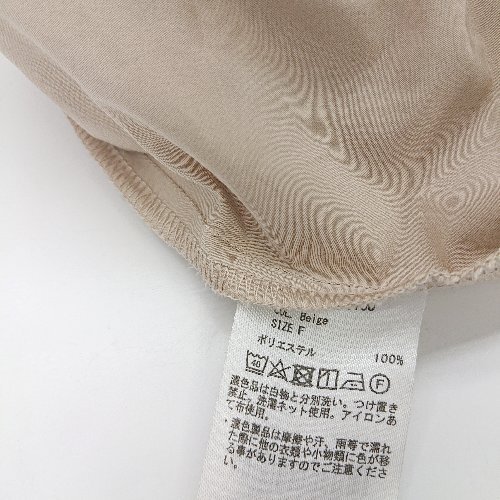 COL. Beige
SIZE F
ポリエステル 100%
40
F
濃色品は白物と分別洗い。つけ置き
禁止。洗濯ネット使用。アイロンあ
て布使用。
・濃色製品は摩擦や汗、雨等で濡れ
た際に他の衣類や小物類に色が移
る事がありますのでご注意くださ
い。